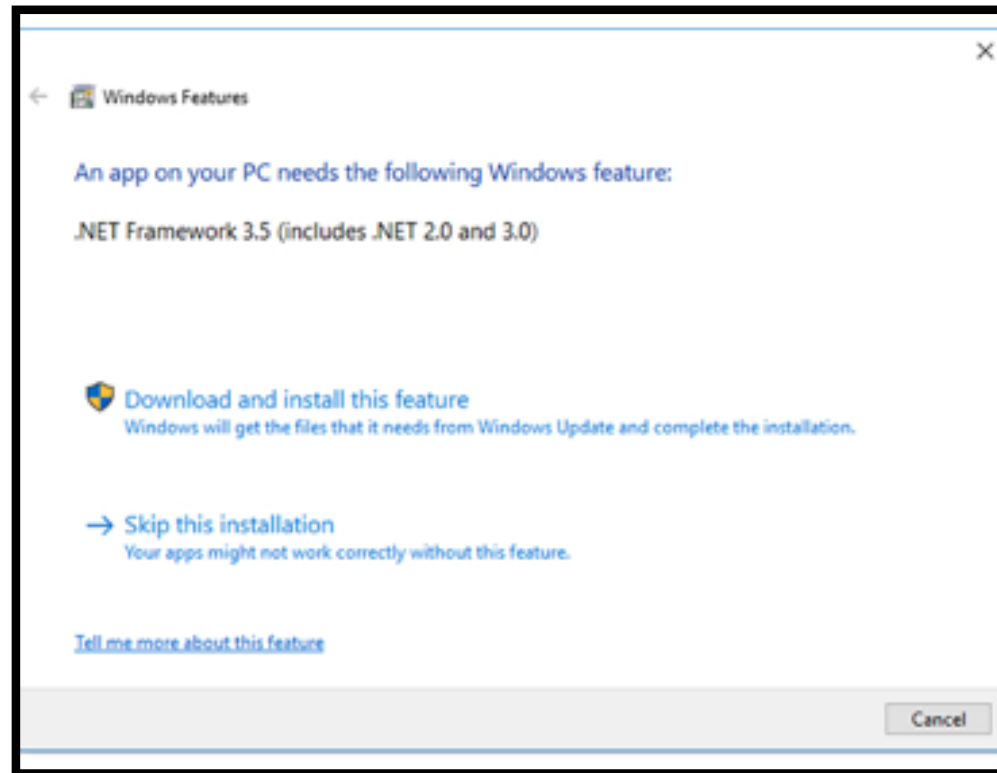 Windows Features
An app on your PC needs the following Windows feature:
.NET Framework 3.5 (includes .NET 2.0 and 3.0)
Download and install this feature
Windows will get the files that it needs from Windows Update and complete the installation.
Skip this installation
Your apps might not work correctly without this feature.
Tell me more about this feature
Cancel